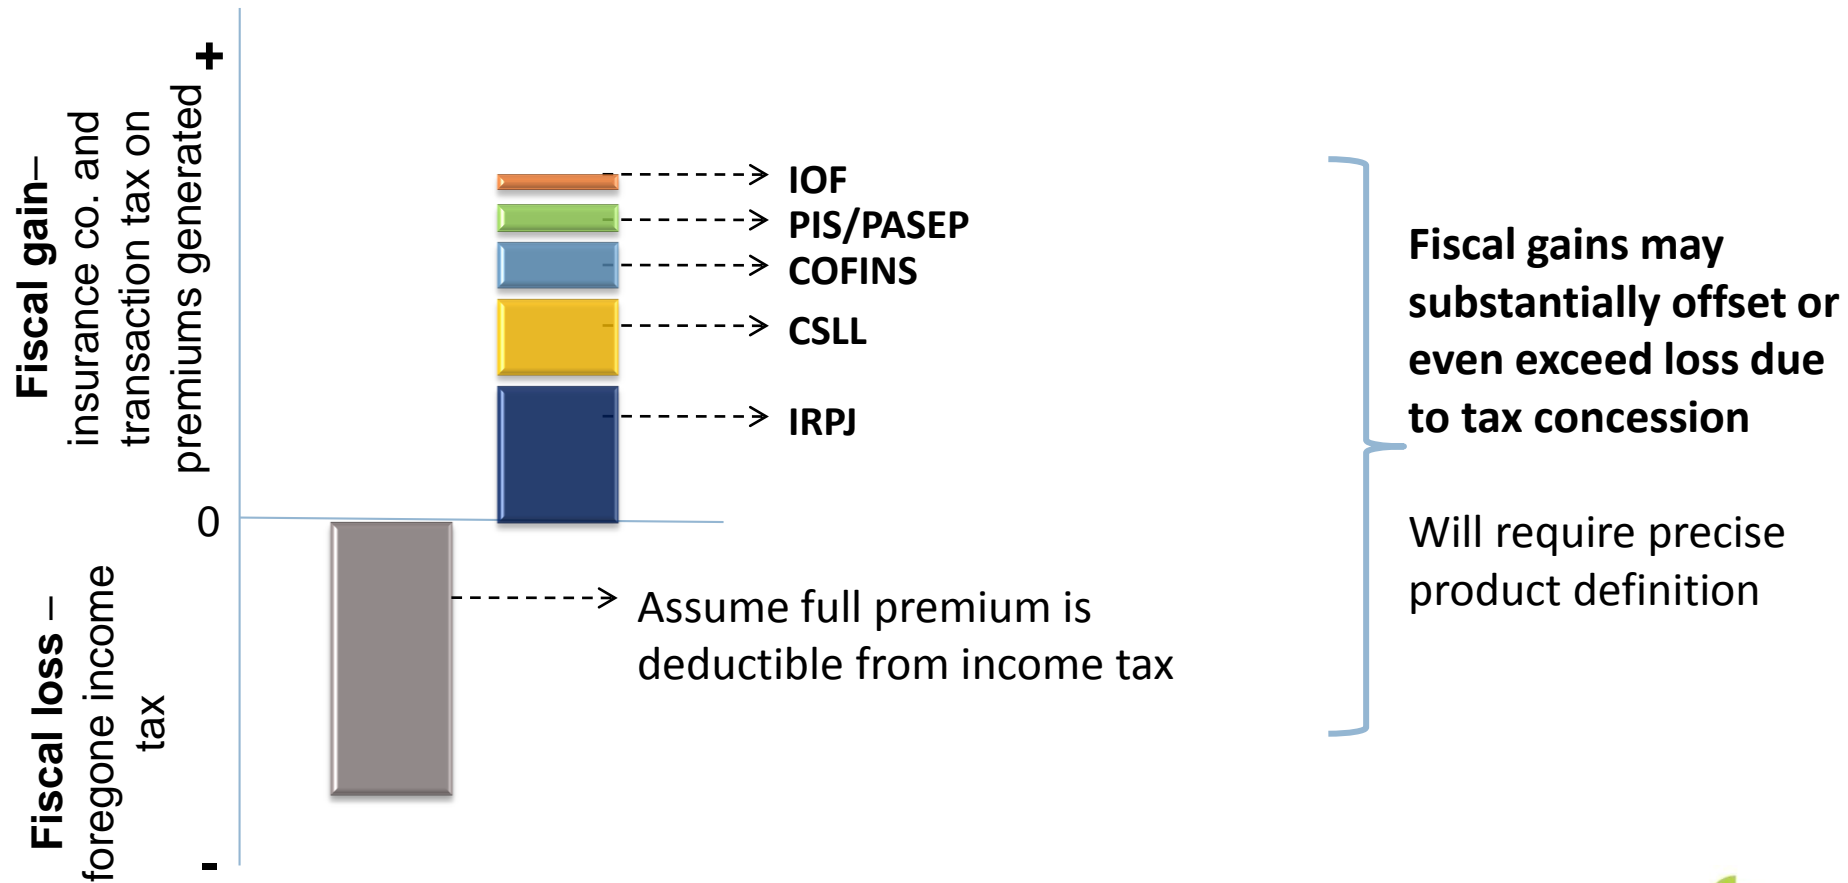 +
Fiscal gain–
insurance co. and
transaction tax on
premiums generated
0
Fiscal loss –
foregone income
tax
-
IOF
PIS/PASEP
COFINS
CSLL
IRPJ
Assume full premium is
deductible from income tax
Fiscal gains may
substantially offset or
even exceed loss due
to tax concession
Will require precise
product definition